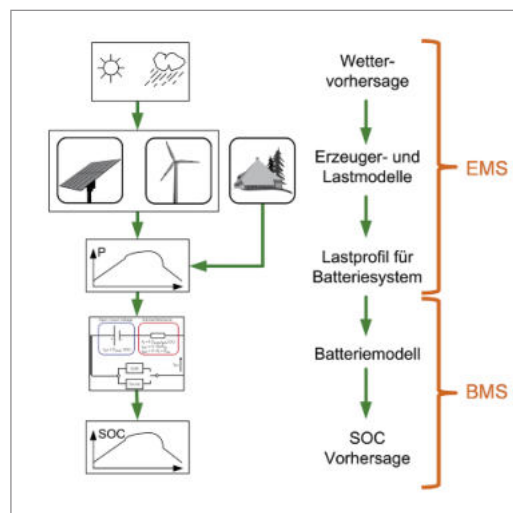 Wetter-
vorhersage
Erzeuger- und
Lastmodelle
EMS
P
Lastprofil für
Batteriesystem
Batteriemodell
BMS
SOC
SOC
Vorhersage